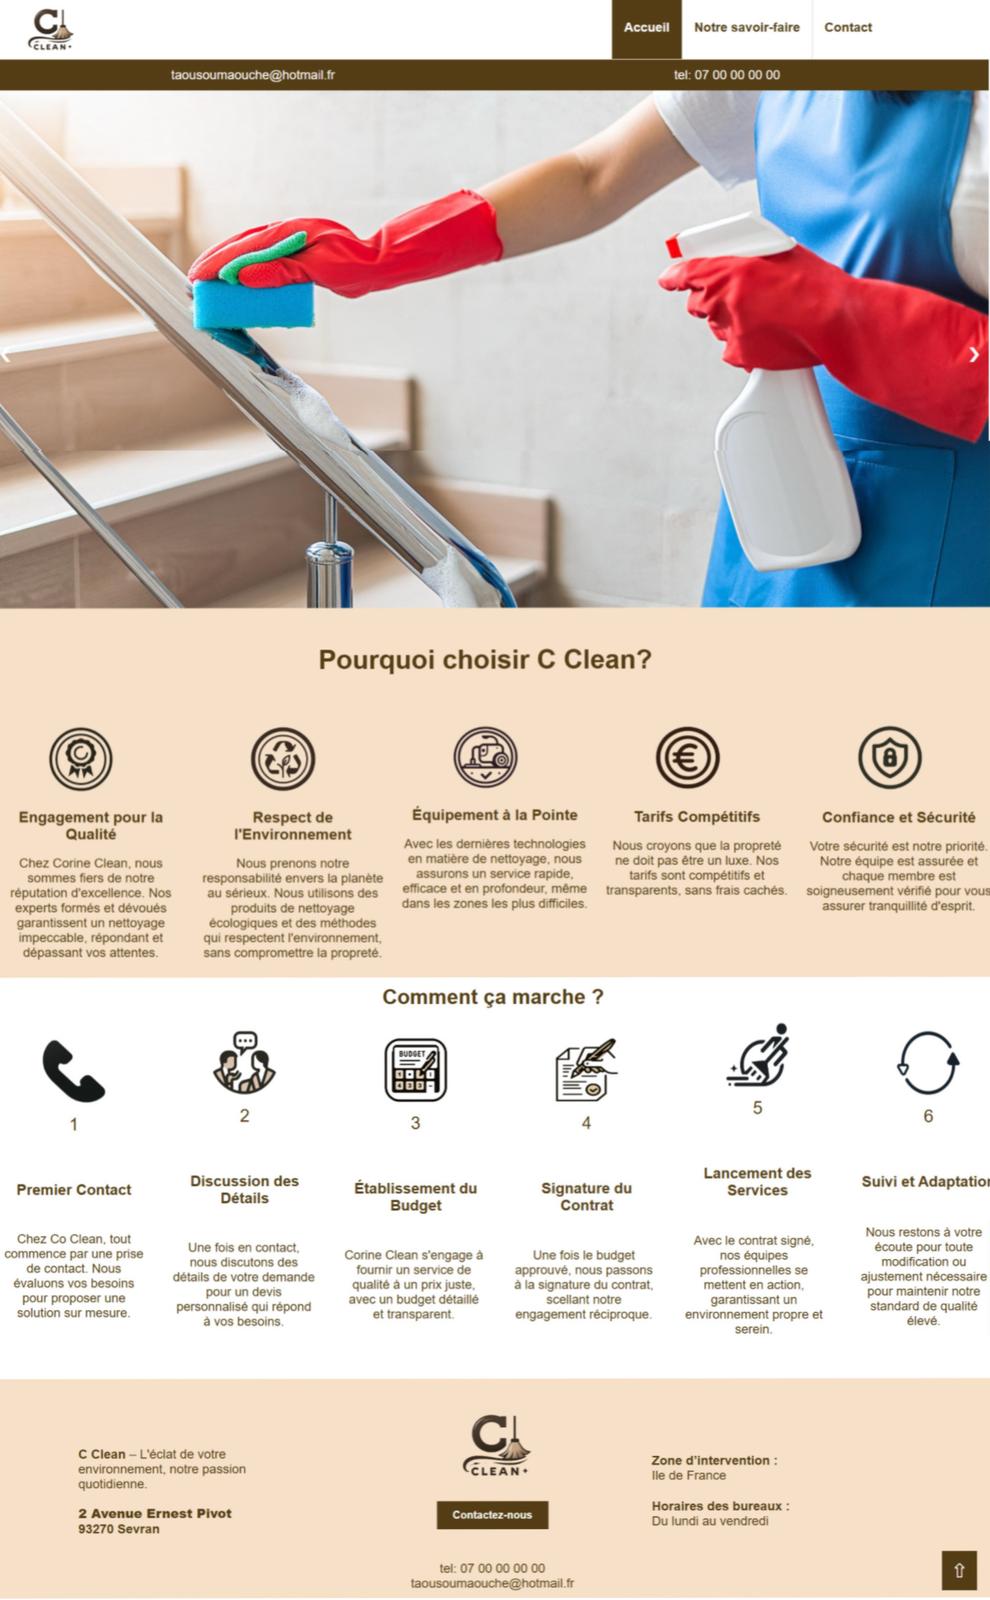 C
CLEAN+
Accueil
Notre savoir-faire
Contact
taousoumaouche@hotmail.fr
tel: 07 00 00 00 00
Pourquoi choisir C Clean?
Engagement pour la
Qualité
Chez Corine Clean, nous
sommes fiers de notre
réputation d'excellence. Nos
experts formés et dévoués
garantissent un nettoyage
impeccable, répondant et
dépassant vos attentes.
Respect de
l'Environnement
Nous prenons notre
responsabilité envers la planète
au sérieux. Nous utilisons des
produits de nettoyage
écologiques et des méthodes
qui respectent l'environnement,
sans compromettre la propreté.
Équipement à la Pointe
Avec les dernières technologies
en matière de nettoyage, nous
assurons un service rapide,
efficace et en profondeur, même
dans les zones les plus difficiles.
€
Tarifs Compétitifs
Nous croyons que la propreté
ne doit pas être un luxe. Nos
tarifs sont compétitifs et
transparents, sans frais cachés.
Confiance et Sécurité
Votre sécurité est notre priorité.
Notre équipe est assurée et
chaque membre est
soigneusement vérifié pour vous
assurer tranquillité d'esprit.
Comment ça marche ?
1
Premier Contact
Chez Co Clean, tout
commence par une prise
de contact. Nous
évaluons vos besoins
pour proposer une
solution sur mesure.
2
Discussion des
Détails
Une fois en contact,
nous discutons des
détails de votre demande
pour un devis
personnalisé qui répond
à vos besoins.
BUDGET
3
Établissement du
Budget
Corine Clean s'engage à
fournir un service de
qualité à un prix juste,
avec un budget détaillé
et transparent.
4
Signature du
Contrat
Une fois le budget
approuvé, nous passons
à la signature du contrat,
scellant notre
engagement réciproque.
5
Lancement des
Services
Avec le contrat signé,
nos équipes
professionnelles se
mettent en action,
garantissant un
environnement propre et
serein.
6
Suivi et Adaptation
Nous restons à votre
écoute pour toute
modification ou
ajustement nécessaire
pour maintenir notre
standard de qualité
élevé.
C Clean – L'éclat de votre
environnement, notre passion
quotidienne.
2 Avenue Ernest Pivot
93270 Sevran
C
CLEAN+
Contactez-nous
tel: 07 00 00 00 00
taousoumaouche@hotmail.fr
Zone d'intervention :
Ile de France
Horaires des bureaux :
Du lundi au vendredi